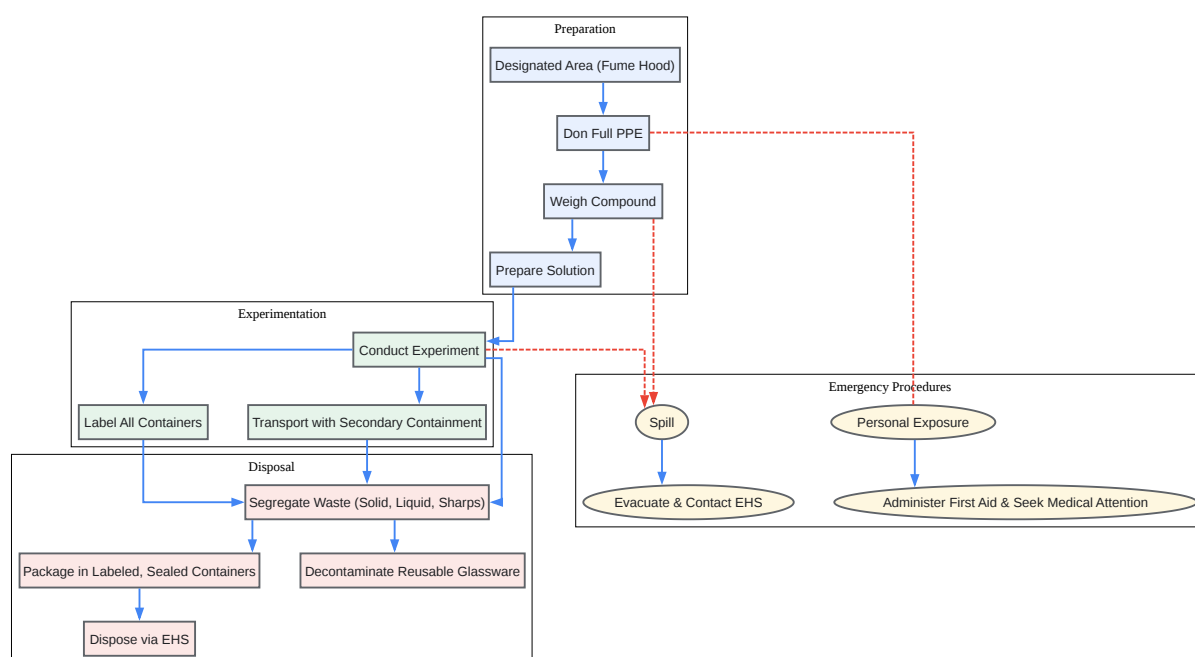 Preparation
Designated Area (Fume Hood)
Don Full PPE
Weigh Compound
Prepare Solution
Experimentation
Conduct Experiment
Label All Containers
Transport with Secondary Containment
Emergency Procedures
Spill
Personal Exposure
Evacuate & Contact EHS
Administer First Aid & Seek Medical Attention
Disposal
Segregate Waste (Solid, Liquid, Sharps)
Package in Labeled, Sealed Containers
Decontaminate Reusable Glassware
Dispose via EHS